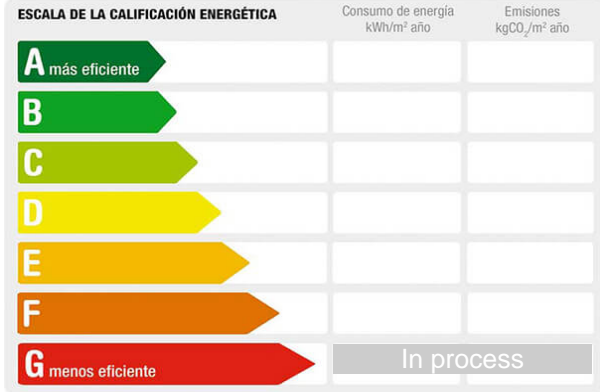 ESCALA DE LA CALIFICACIÓN ENERGÉTICA
Consumo de energía
kWh/m² año
Emisiones
kgCO₂/m² año
A más eficiente
B
C
D
E
F
G menos eficiente
In process